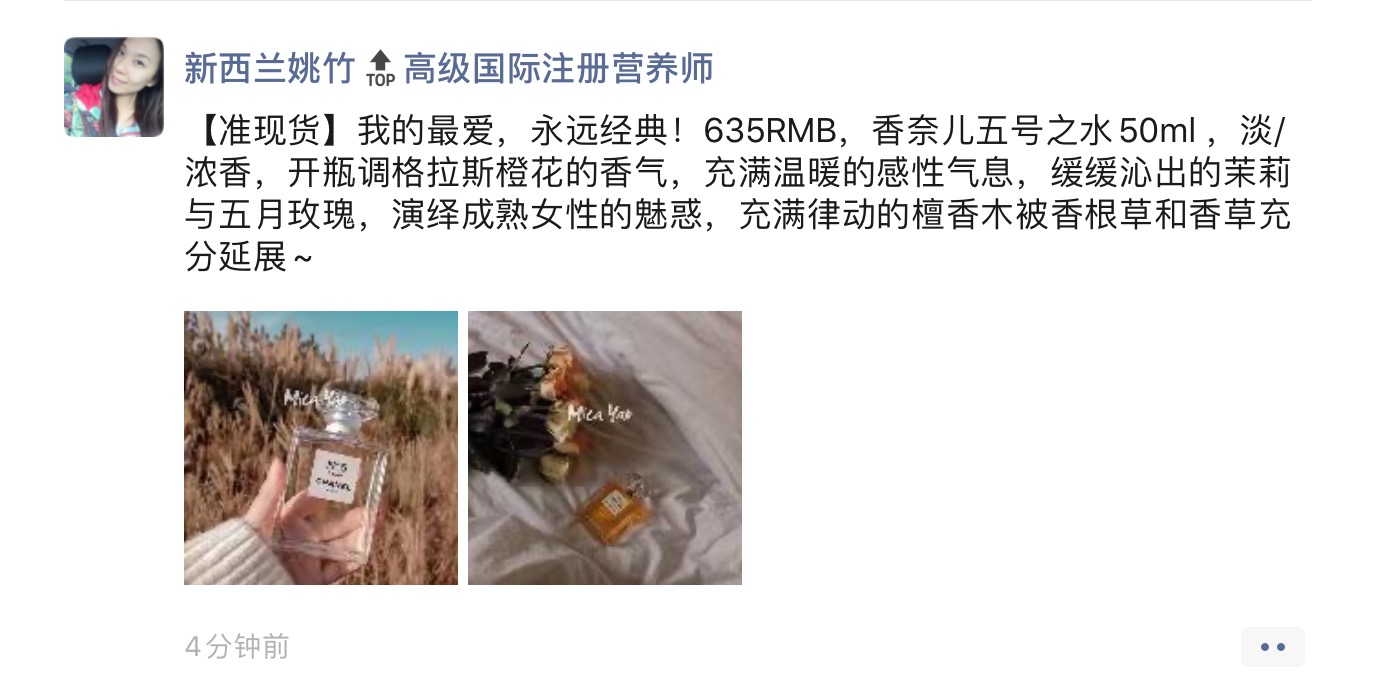 新西兰姚竹 TOP 高级国际注册营养师
【准现货】我的最爱，永远经典！635RMB，香奈儿五号之水50ml，淡/
浓香，开瓶调格拉斯橙花的香气，充满温暖的感性气息，缓缓沁出的茉莉
与五月玫瑰，演绎成熟女性的魅惑，充满律动的檀香木被香根草和香草充
分延展~
Mica Yao
N°5
CHANEL
Mica Yao
4分钟前